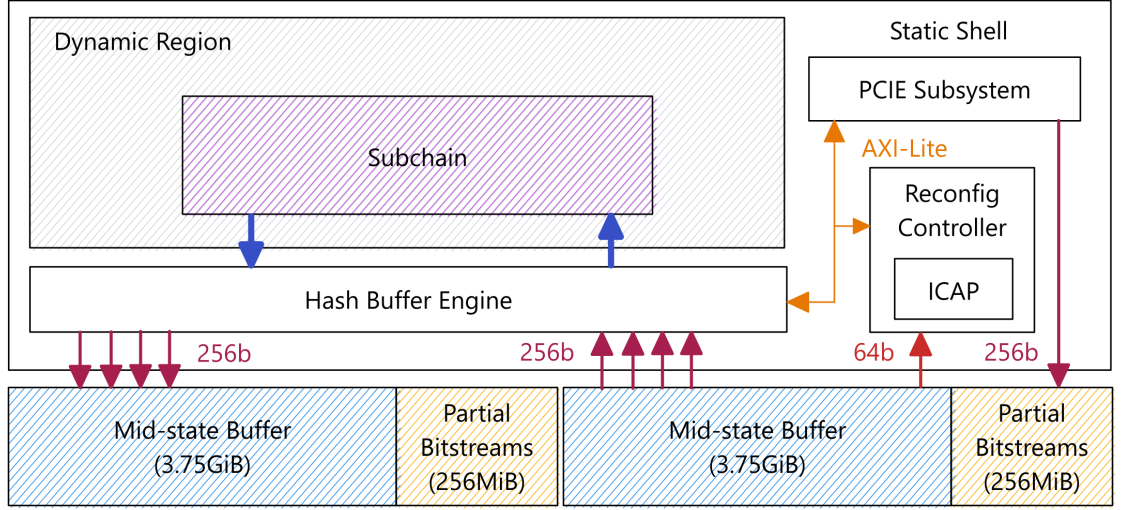 Dynamic Region
Static Shell
PCIE Subsystem
Subchain
AXI-Lite
Reconfig
Controller
ICAP
Hash Buffer Engine
256b
256b
64b
256b
Mid-state Buffer
(3.75GiB)
Partial
Bitstreams
(256MiB)
Mid-state Buffer
(3.75GiB)
Partial
Bitstreams
(256MiB)